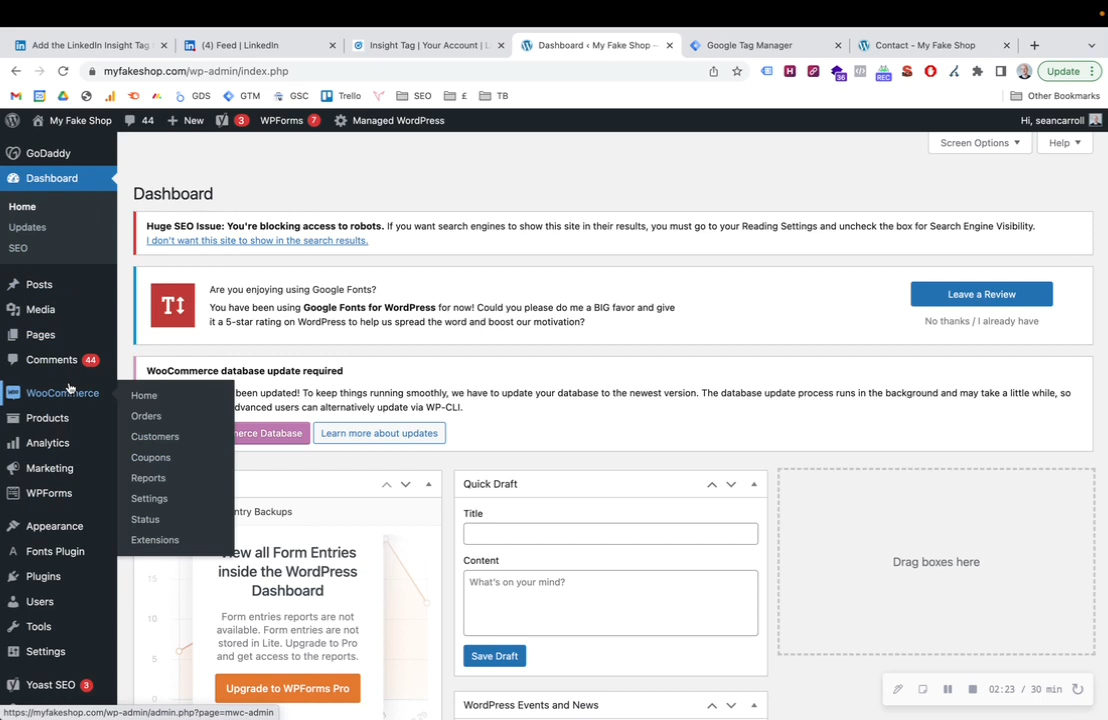 Add the LinkedIn Insight Tag
(4) Feed | LinkedIn
Insight Tag | Your Account | L
Dashboard ‹ My Fake Shop —
Google Tag Manager
Contact - My Fake Shop
myfakeshop.com/wp-admin/index.php
36
REC
Update
GDS
GTM
GSC
Trello
SEO
£
TB
Other Bookmarks
My Fake Shop
44
New
3
WPForms 7
Managed WordPress
Hi, seancarroll
GoDaddy
Dashboard
Home
Updates
SEO
Posts
Media
Pages
Comments 44
WooCommerce
Products
Analytics
Marketing
WPForms
Appearance
Fonts Plugin
Plugins
Users
Tools
Settings
Yoast SEO 3
Home
Orders
Customers
Coupons
Reports
Settings
Status
Extensions
Screen Options
Help
Dashboard
Huge SEO Issue: You're blocking access to robots. If you want search engines to show this site in their results, you must go to your Reading Settings and uncheck the box for Search Engine Visibility.
I don't want this site to show in the search results.
Are you enjoying using Google Fonts?
You have been using Google Fonts for WordPress for now! Could you please do me a BIG favor and give
it a 5-star rating on WordPress to help us spread the word and boost our motivation?
Leave a Review
No thanks / I already have
WooCommerce database update required
been updated! To keep things running smoothly, we have to update your database to the newest version. The database update process runs in the background and may take a little while, so
dvanced users can alternatively update via WP-CLI.
merce Database
Learn more about updates
ntry Backups
View all Form Entries
inside the WordPress
Dashboard
Form entries reports are not
available. Form entries are not
stored in Lite. Upgrade to Pro
and get access to the reports.
Upgrade to WPForms Pro
15
10
5
Quick Draft
Title
Content
What's on your mind?
Save Draft
WordPress Events and News
Drag boxes here
02:23 / 30 min
https://myfakeshop.com/wp-admin/admin.php?page=mwc-admin